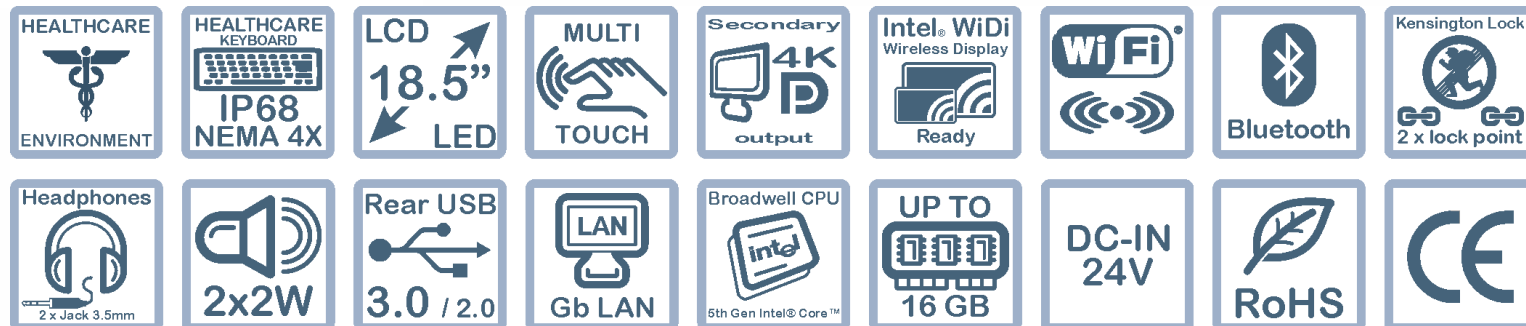 HEALTHCARE
ENVIRONMENT
HEALTHCARE
KEYBOARD
IP68
NEMA 4X
LCD
18.5”
LED
MULTI
TOUCH
Secondary
4K
D
output
Intel® WiDi
Wireless Display
Ready
Wi Fi®
Bluetooth
Kensington Lock
2 x lock point
Headphones
2 x Jack 3.5mm
2x2W
Rear USB
3.0 / 2.0
LAN
Gb LAN
Broadwell CPU
intel
5th Gen Intel® Core™
UP TO
16 GB
DC-IN
24V
RoHS
CE